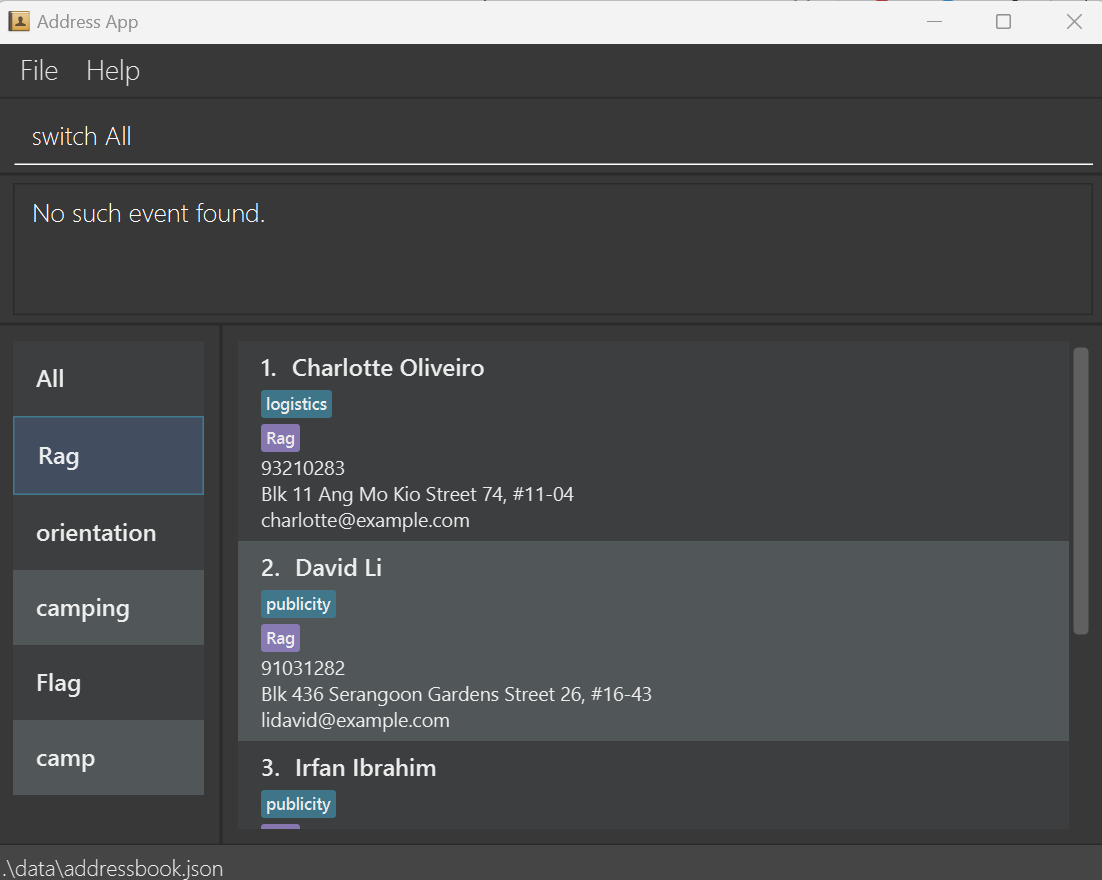 Address App
File Help
switch All
No such event found.
All
Rag
orientation
camping
Flag
camp
1. Charlotte Oliveiro
logistics
Rag
93210283
Blk 11 Ang Mo Kio Street 74, #11-04
charlotte@example.com
2. David Li
publicity
Rag
91031282
Blk 436 Serangoon Gardens Street 26, #16-43
lidavid@example.com
3. Irfan Ibrahim
publicity
.\data\addressbook.json